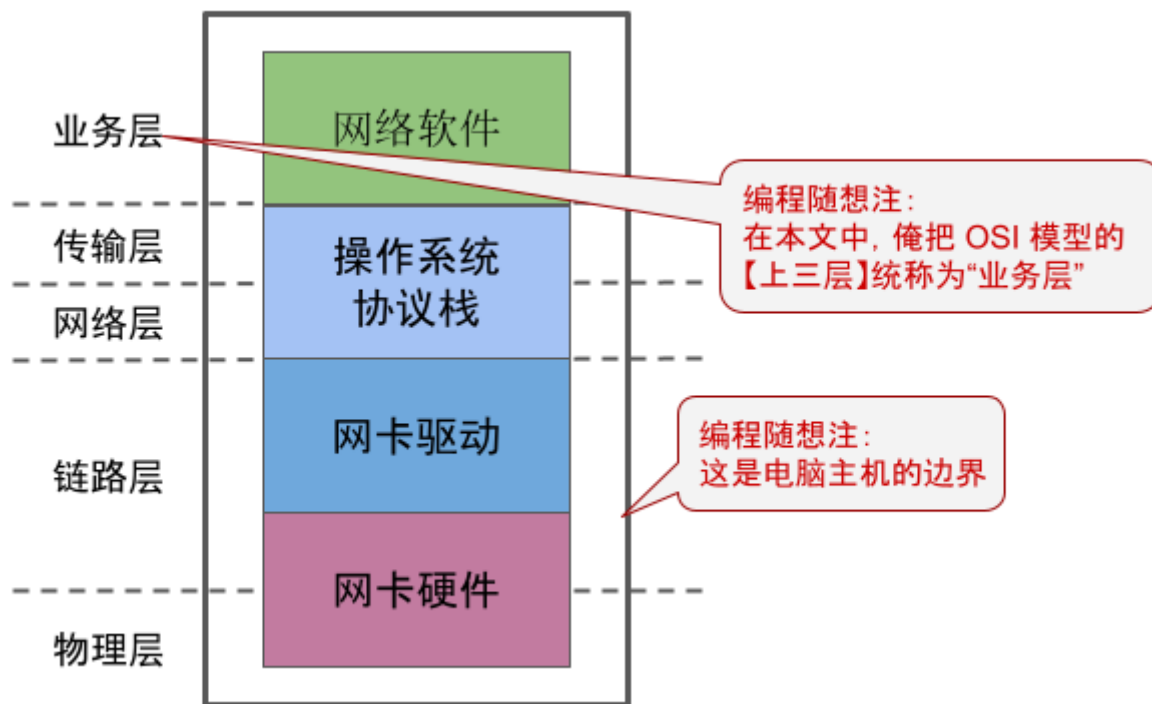 业务层
网络软件
编程随想注：
在本文中, 俺把 OSI 模型的
【上三层】统称为“业务层”
传输层
操作系统
协议栈
网络层
网卡驱动
编程随想注：
这是电脑主机的边界
链路层
网卡硬件
物理层